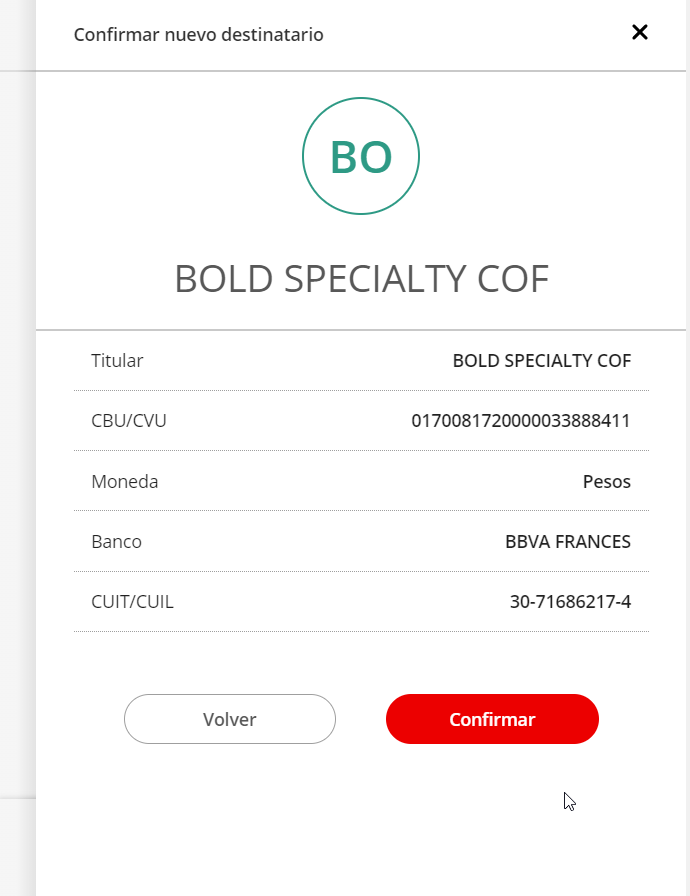 Confirmar nuevo destinatario
BO
BOLD SPECIALTY COF
Titular BOLD SPECIALTY COF
CBU/CVU 0170081720000033888411
Moneda Pesos
Banco BBVA FRANCES
CUIT/CUIL 30-71686217-4
Volver Confirmar